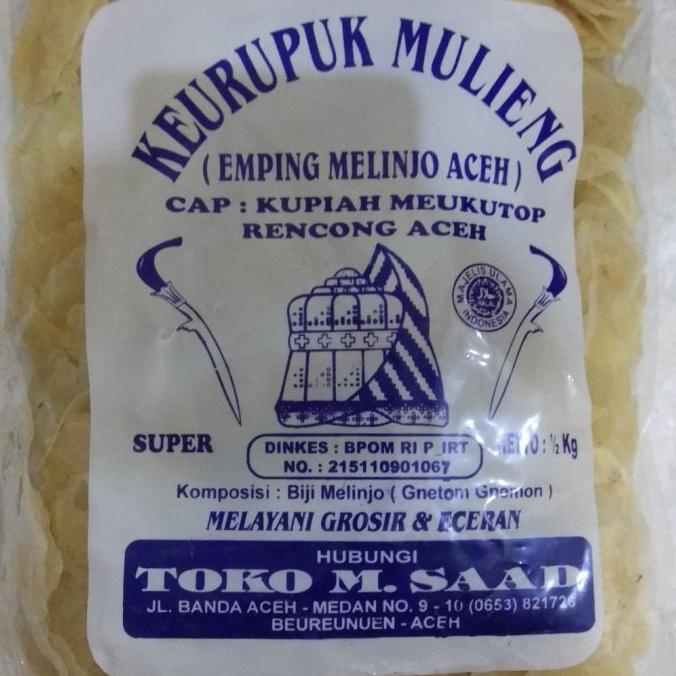 KEURUPUK MULIENG
( EMPING MELINJO ACEH )
CAP : KUPIAH MEUKUTOP
RENCONG ACEH
MAJELIS ULAMA
HALAL
INDONESIA
SUPER
DINKES : BPOM RI P_IRT
NO. : 215110901067
NETTO : ½ Kg
Komposisi : Biji Melinjo ( Gnetom Gnemon )
MELAYANI GROSIR & ECERAN
HUBUNGI
TOKO M. SAAD
JL. BANDA ACEH - MEDAN NO. 9 - 10 (0653) 821726
BEUREUNUEN - ACEH